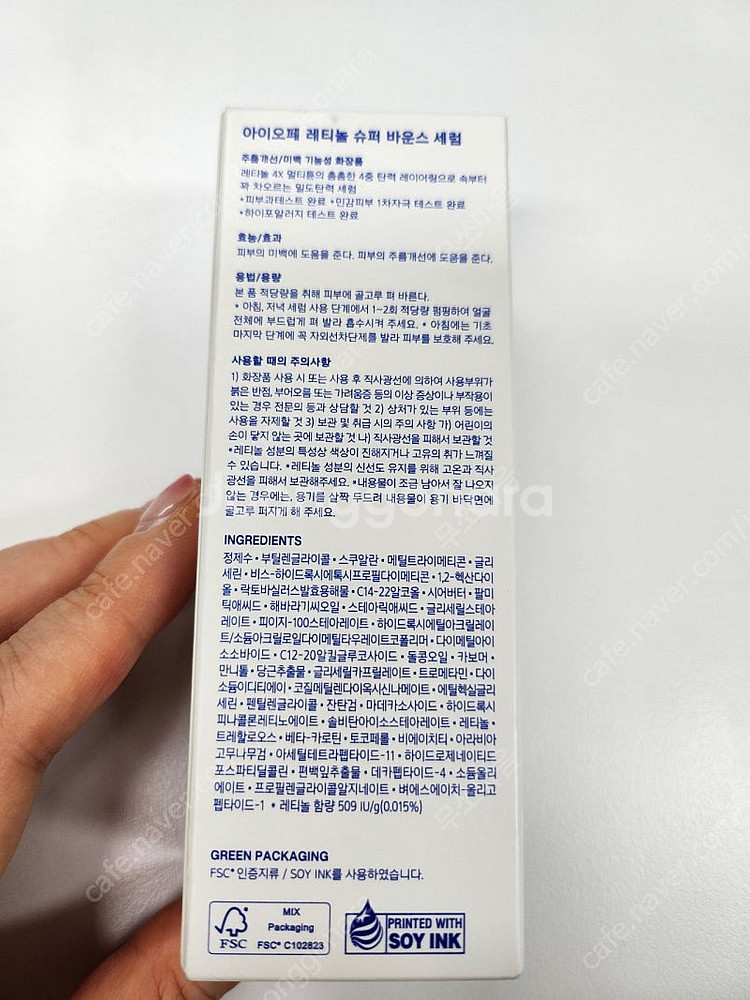 아이오페 레티놀 슈퍼 바운스 세럼
주름개선/미백 기능성 화장품
레티놀 4X 멀티튠의 촘촘한 4중 탄력 레이어링으로 속부터
꽉 차오르는 밀도탄력 세럼
*피부과테스트 완료 *민감피부 1차자극 테스트 완료
*하이포알러지 테스트 완료
효능/효과
피부의 미백에 도움을 준다. 피부의 주름개선에 도움을 준다.
용법/용량
본 품 적당량을 취해 피부에 골고루 펴 바른다.
* 아침, 저녁 세럼 사용 단계에서 1~2회 적당량 펌핑하여 얼굴
전체에 부드럽게 펴 발라 흡수시켜 주세요. * 아침에는 기초
마지막 단계에 꼭 자외선차단제를 발라 피부를 보호해 주세요.
사용할 때의 주의사항
1) 화장품 사용 시 또는 사용 후 직사광선에 의하여 사용부위가
붉은 반점, 부어오름 또는 가려움증 등의 이상 증상이나 부작용이
있는 경우 전문의 등과 상담할 것 2) 상처가 있는 부위 등에는
사용을 자제할 것 3) 보관 및 취급 시의 주의 사항 가) 어린이의
손이 닿지 않는 곳에 보관할 것 나) 직사광선을 피해서 보관할 것
*레티놀 성분의 특성상 색상이 진해지거나 고유의 취가 느껴질
수 있습니다. *레티놀 성분의 신선도 유지를 위해 고온과 직사
광선을 피해서 보관해주세요. *내용물이 조금 남아서 잘 나오지
않는 경우에는, 용기를 살짝 두드려 내용물이 용기 바닥면에
골고루 퍼지게 해 주세요.
INGREDIENTS
정제수 • 부틸렌글라이콜 • 스쿠알란 • 메틸트라이메티콘 • 글리
세린 • 비스-하이드록시에톡시프로필다이메티콘 • 1,2-헥산다이
올 • 락토바실러스발효용해물 • C14-22알코올 • 시어버터 • 팔미
틱애씨드 • 해바라기씨오일 • 스테아릭애씨드 • 글리세릴스테아
레이트 • 피이지-100스테아레이트 • 하이드록시에틸아크릴레이
트/소듐아크릴로일다이메틸타우레이트코폴리머 • 다이메틸아이
소소바이드 • C12-20알킬글루코사이드 • 돌콩오일 • 카보머 •
만니톨 • 당근추출물 • 글리세릴카프릴레이트 • 트로메타민 • 다이
소듐이디티에이 • 코질메틸렌다이옥시신나메이트 • 에틸헥실글리
세린 • 펜틸렌글라이콜 • 잔탄검 • 마데카소사이드 • 하이드록시
피나콜론레티노에이트 • 솔비탄아이소스테아레이트 • 레티놀 •
트레할로오스 • 베타-카로틴 • 토코페롤 • 비에이치티 • 아라비아
고무나무검 • 아세틸테트라펩타이드-11 • 하이드로제네이티드
포스파티딜콜린 • 편백잎추출물 • 데카펩타이드-4 • 소듐올리
에이트 • 프로필렌글라이콜알지네이트 • 벼에스에이치-올리고
펩타이드-1 * 레티놀 함량 509 IU/g(0.015%)
GREEN PACKAGING
FSC® 인증지류 / SOY INK를 사용하였습니다.
FSC
MIX
Packaging
FSC® C102823
PRINTED WITH
SOY INK